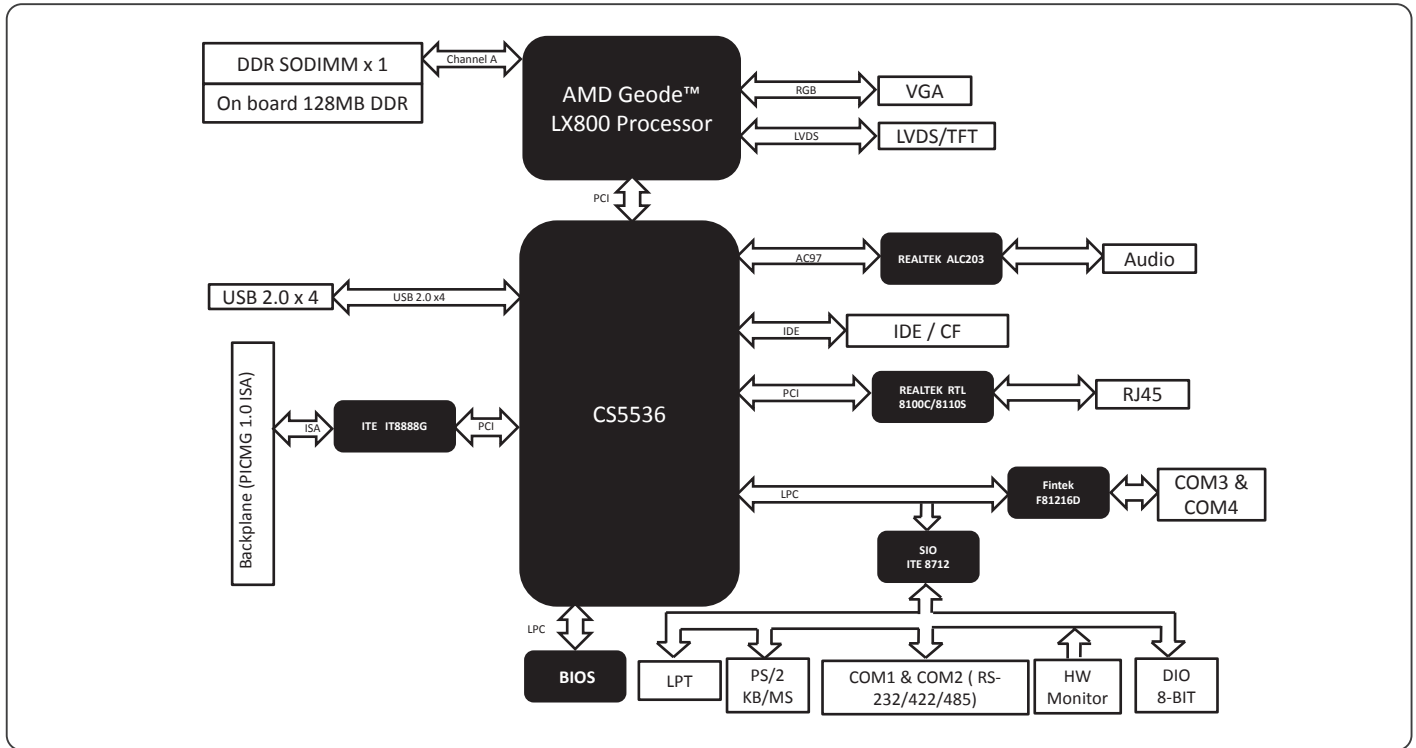 DDR SODIMM x 1
On board 128MB DDR
Channel A
AMD Geode™
LX800 Processor
RGB
VGA
LVDS
LVDS/TFT
PCI
CS5536
AC97
REALTEK ALC203
Audio
USB 2.0 x 4
USB 2.0 x4
IDE
IDE / CF
PCI
REALTEK RTL
8100C/8110S
RJ45
Backplane (PICMG 1.0 ISA)
ISA
ITE IT8888G
PCI
LPC
Fintek
F81216D
COM3 &
COM4
SIO
ITE 8712
LPC
BIOS
LPT
PS/2
KB/MS
COM1 & COM2 ( RS-
232/422/485)
HW
Monitor
DIO
8-BIT